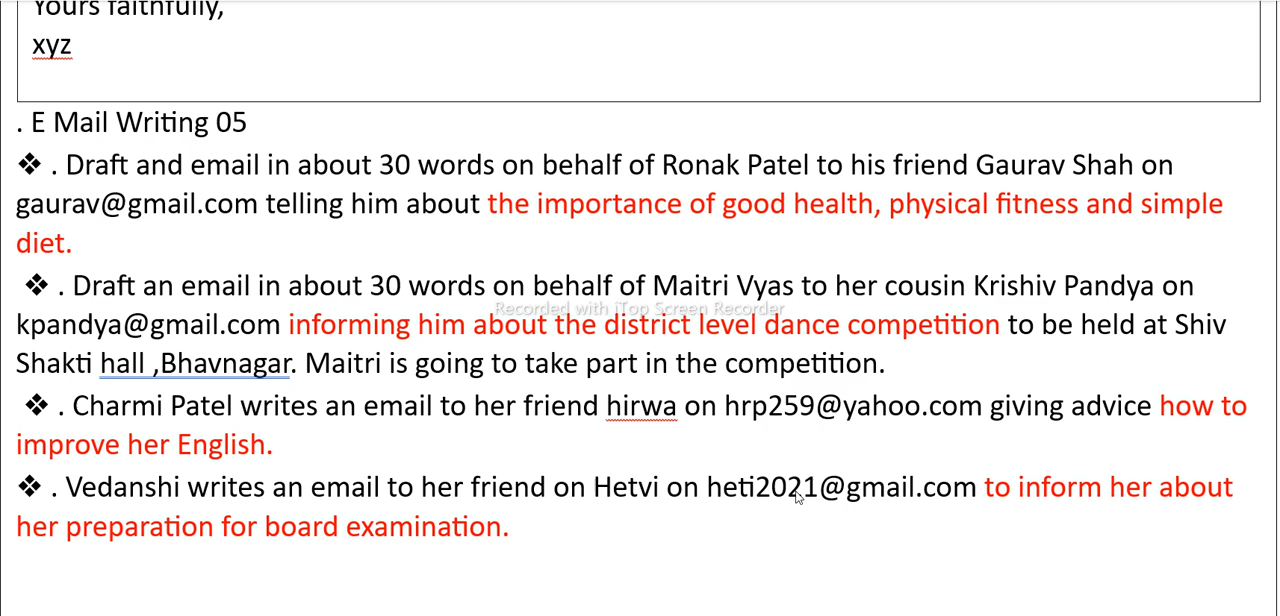 Yours faithfully,
xyz
. E Mail Writing 05
❖ . Draft and email in about 30 words on behalf of Ronak Patel to his friend Gaurav Shah on
gaurav@gmail.com telling him about the importance of good health, physical fitness and simple
diet.
❖ . Draft an email in about 30 words on behalf of Maitri Vyas to her cousin Krishiv Pandya on
Recorded with iTop Screen Recorder
kpandya@gmail.com informing him about the district level dance competition to be held at Shiv
Shakti hall ,Bhavnagar. Maitri is going to take part in the competition.
❖ . Charmi Patel writes an email to her friend hirwa on hrp259@yahoo.com giving advice how to
improve her English.
❖ . Vedanshi writes an email to her friend on Hetvi on heti2021@gmail.com to inform her about
her preparation for board examination.